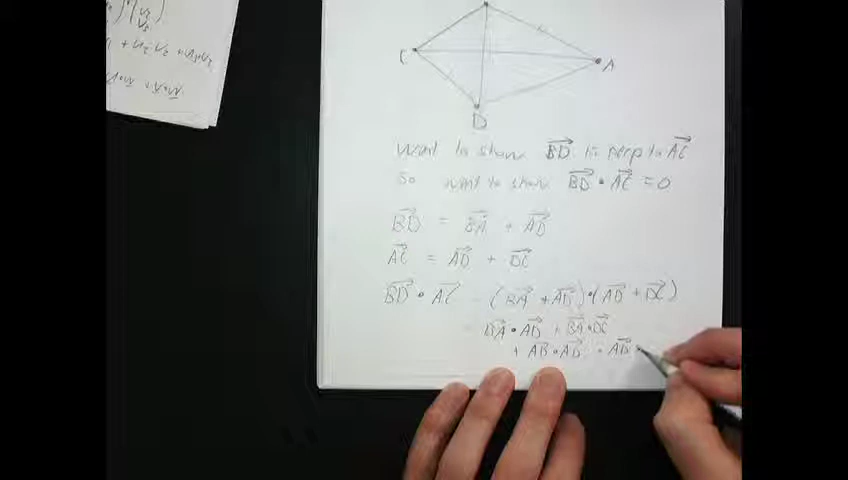 C
A
D
Want to show BD is perp to AC
So want to show BD • AC = 0
BD = BA + AD
AC = AD + DC
BD • AC = (BA + AD) • (AD + DC)
BA • AD + BA • DC
+ AD • AD + AD •